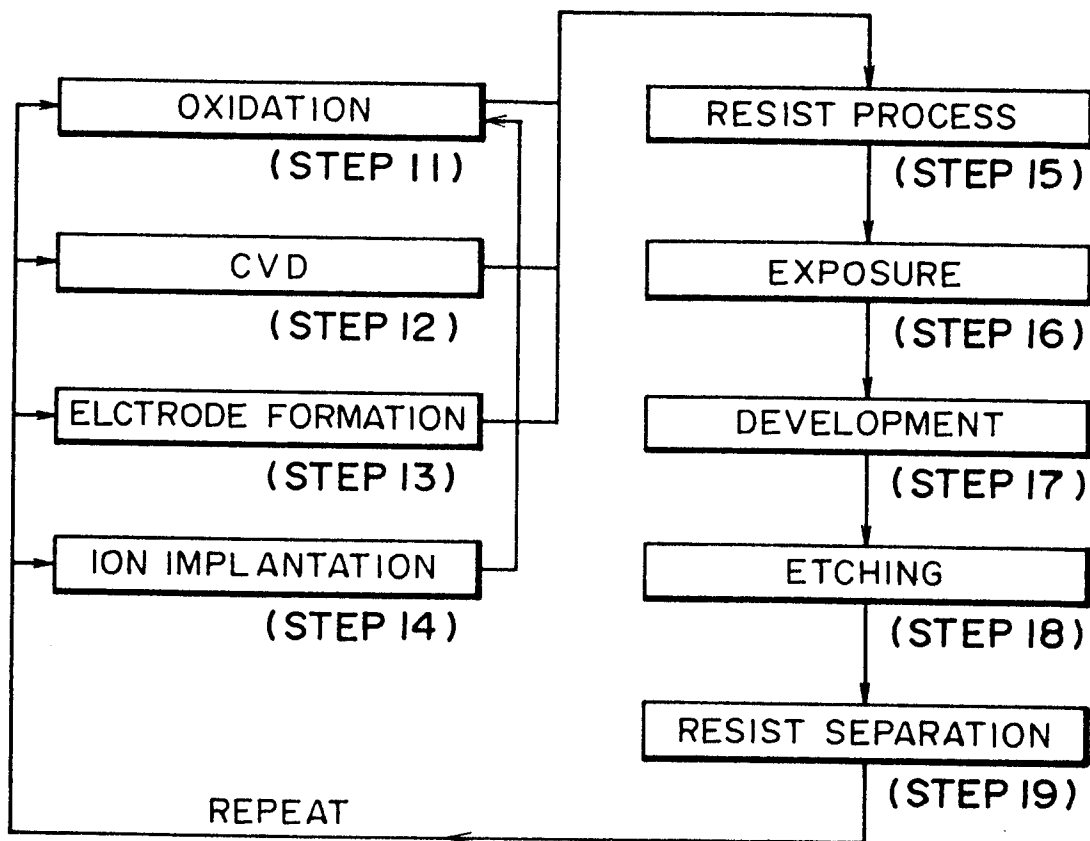 OXIDATION
(STEP 11)
CVD
(STEP 12)
ELCTRODE FORMATION
(STEP 13)
ION IMPLANTATION
(STEP 14)
RESIST PROCESS
(STEP 15)
EXPOSURE
(STEP 16)
DEVELOPMENT
(STEP 17)
ETCHING
(STEP 18)
RESIST SEPARATION
(STEP 19)
REPEAT